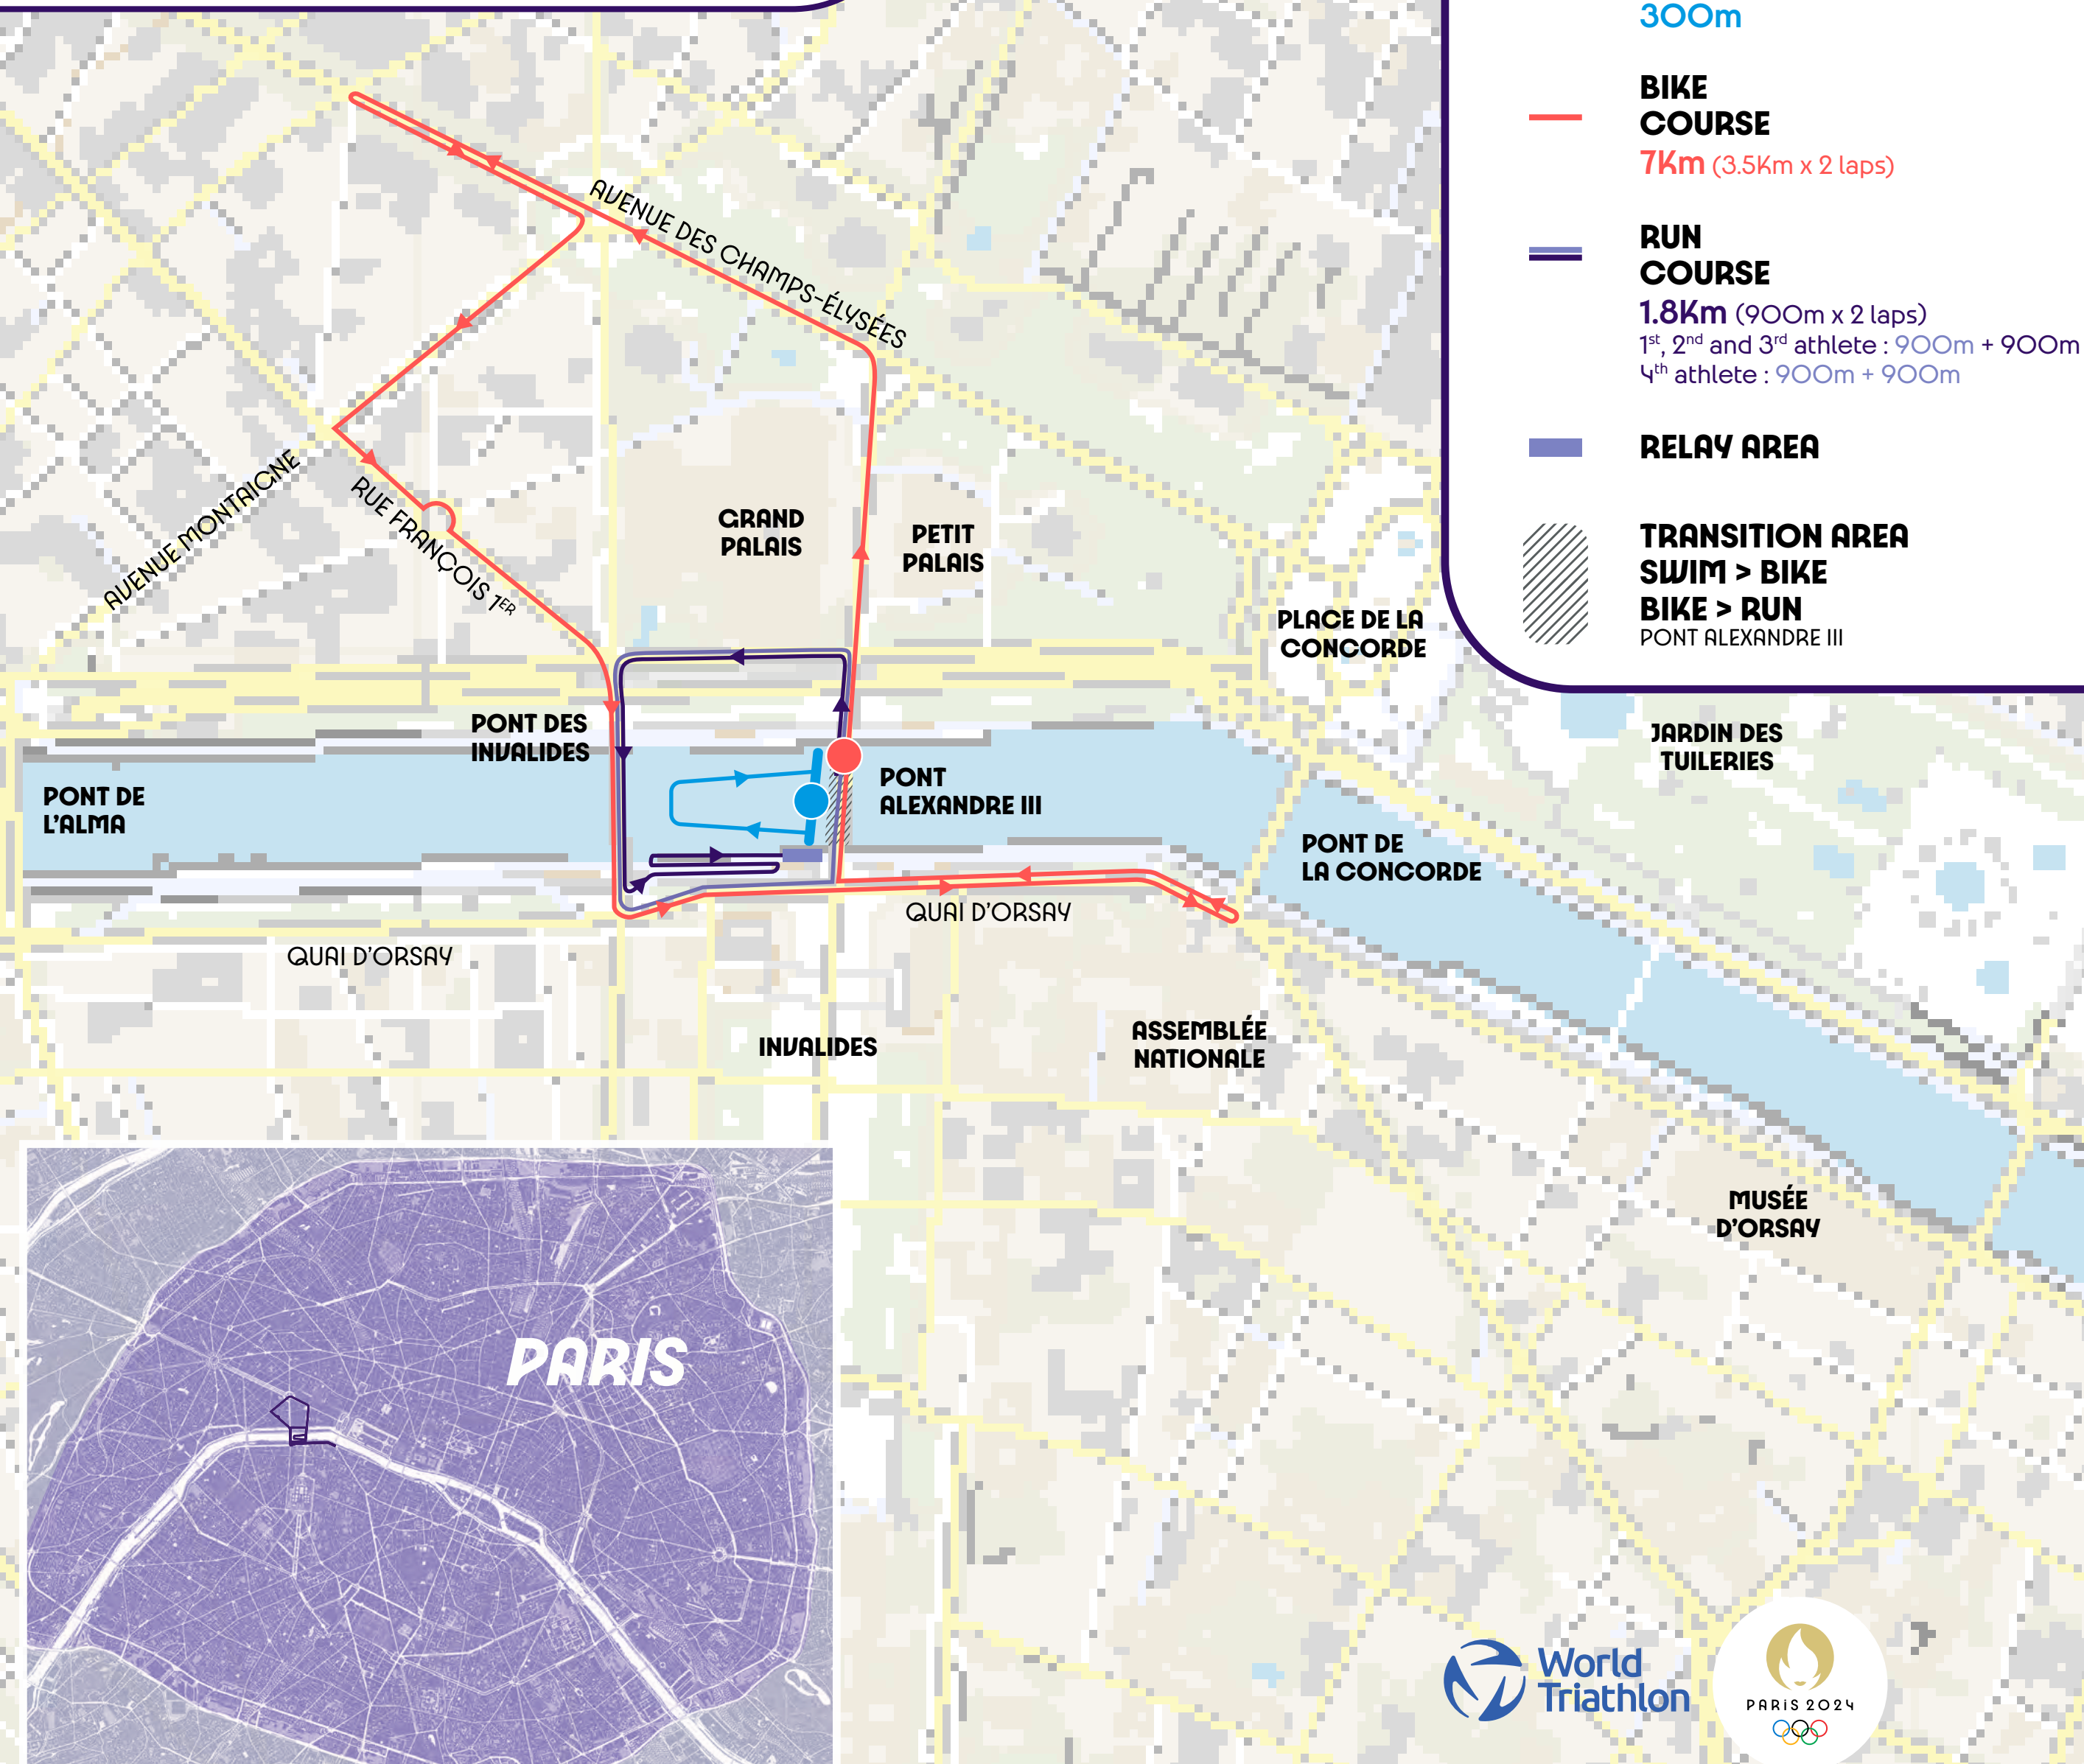 300m
BIKE
COURSE
7Km (3.5Km x 2 laps)
RUN
COURSE
1.8Km (900m x 2 laps)
1st, 2nd and 3rd athlete : 900m + 900m
4th athlete : 900m + 900m
RELAY AREA
TRANSITION AREA
SWIM > BIKE
BIKE > RUN
PONT ALEXANDRE III
AVENUE DES CHAMPS-ÉLYSÉES
AVENUE MONTAIGNE
RUE FRANÇOIS 1ER
GRAND
PALAIS
PETIT
PALAIS
PLACE DE LA
CONCORDE
PONT DES
INVALIDES
JARDIN DES
TUILERIES
PONT DE
L'ALMA
PONT
ALEXANDRE III
PONT DE
LA CONCORDE
QUAI D'ORSAY
QUAI D'ORSAY
INVALIDES
ASSEMBLÉE
NATIONALE
MUSÉE
D'ORSAY
PARIS
World
Triathlon
PARIS 2024